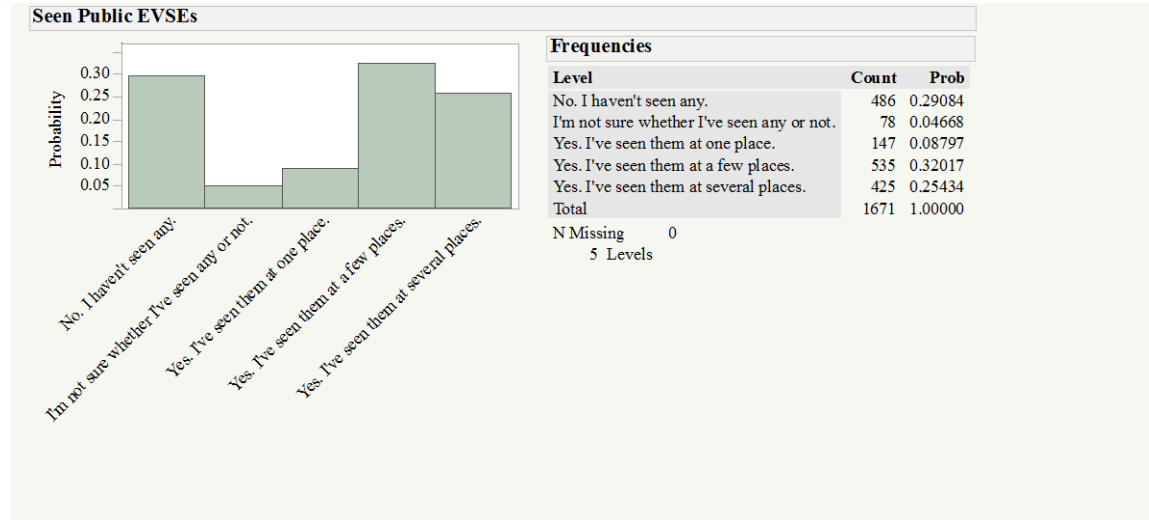 Seen Public EVSEs
Probability
0.30
0.25
0.20
0.15
0.10
0.05
No. I haven't seen any.
I'm not sure whether I've seen any or not.
Yes. I've seen them at one place.
Yes. I've seen them at a few places.
Yes. I've seen them at several places.
Frequencies
Level Count Prob
No. I haven't seen any. 486 0.29084
I'm not sure whether I've seen any or not. 78 0.04668
Yes. I've seen them at one place. 147 0.08797
Yes. I've seen them at a few places. 535 0.32017
Yes. I've seen them at several places. 425 0.25434
Total 1671 1.00000
N Missing 0
5 Levels